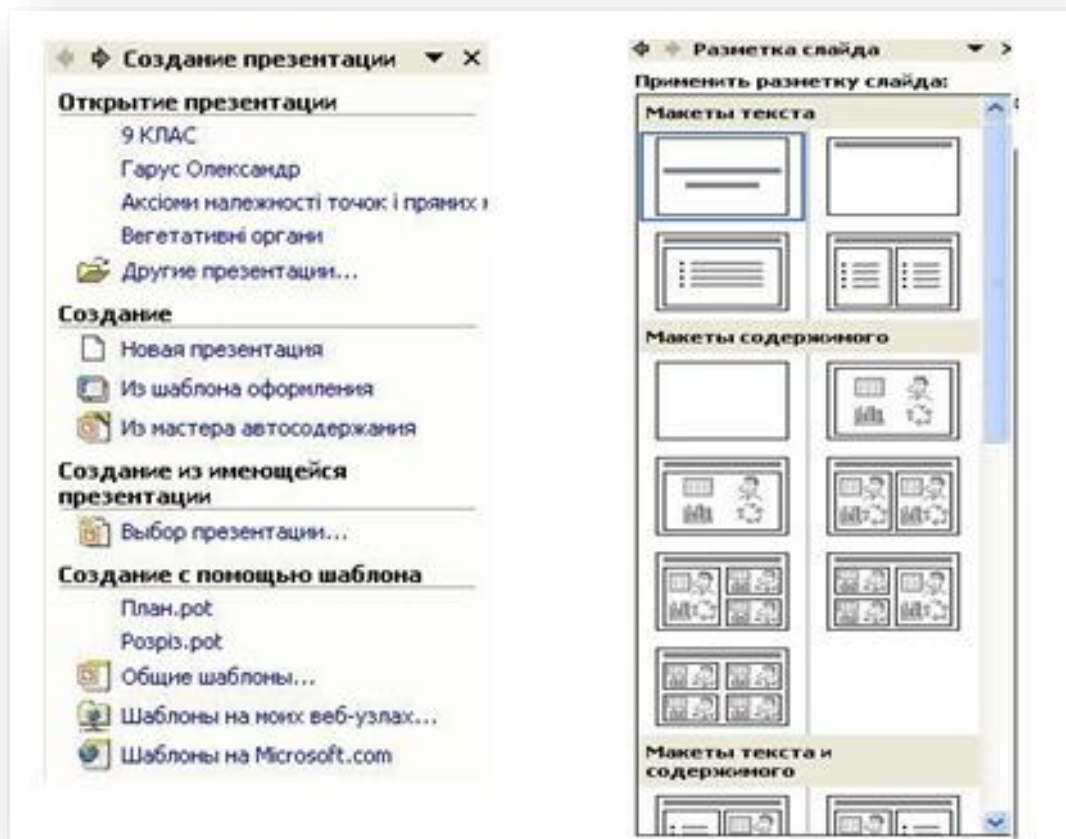 Создание презентации
Открытие презентации
9 КЛАС
Гарус Олександр
Аксіоми належності точок і прямих
Вегетативні органи
Другие презентации...
Создание
Новая презентация
Из шаблона оформления
Из мастера автосодержания
Создание из имеющейся
презентации
Выбор презентации...
Создание с помощью шаблона
План.pot
Розріз.pot
Общие шаблоны...
Шаблоны на моих веб-узлах...
Шаблоны на Microsoft.com
Разметка слайда
Применить разметку слайда:
Макеты текста
Макеты содержимого
Макеты текста и
содержимого